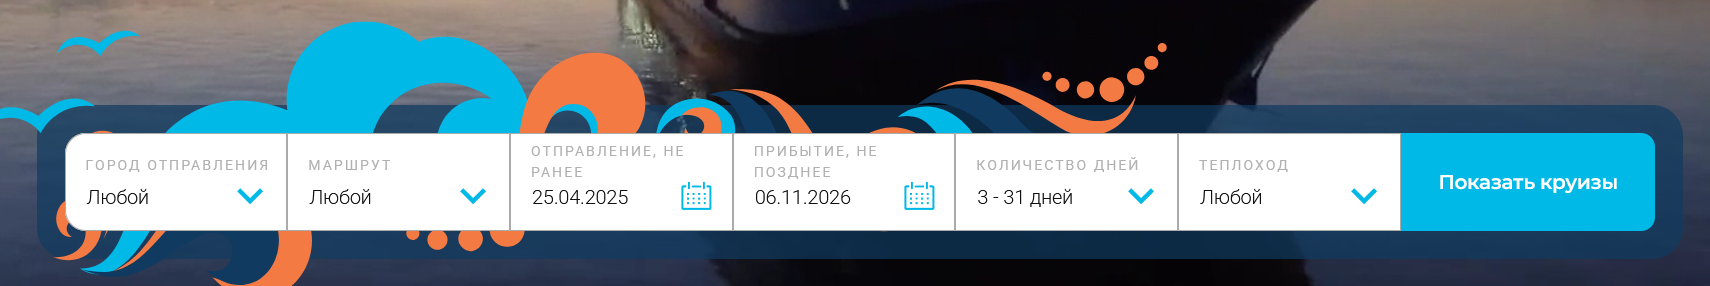 ГОРОД ОТПРАВЛЕНИЯ
Любой
МАРШРУТ
Любой
ОТПРАВЛЕНИЕ, НЕ
РАНЕЕ
25.04.2025
ПРИБЫТИЕ, НЕ
ПОЗДНЕЕ
06.11.2026
КОЛИЧЕСТВО ДНЕЙ
3 - 31 дней
ТЕПЛОХОД
Любой
Показать круизы